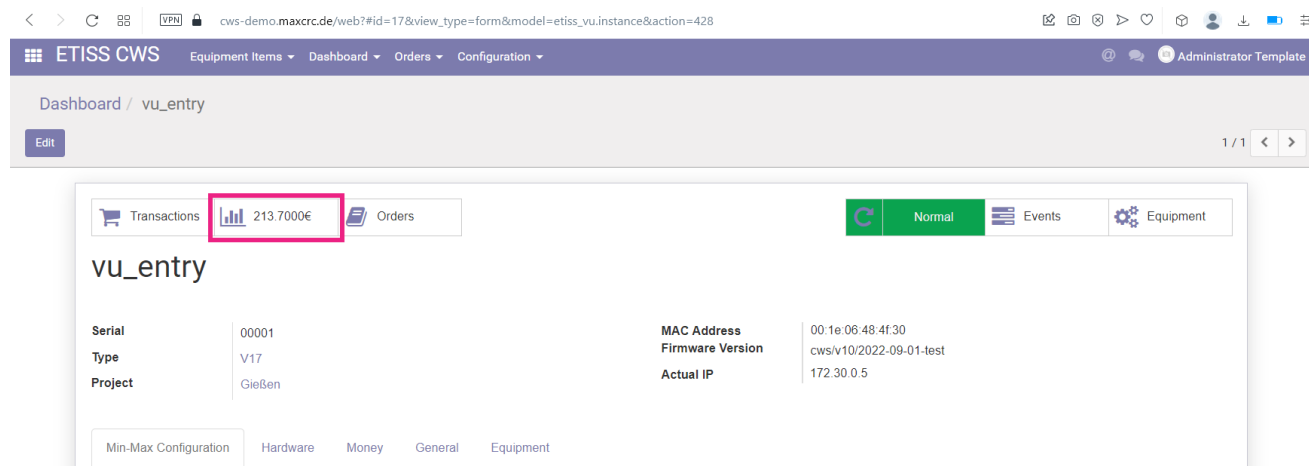 VPN cws-demo.maxcrc.de/web?#id=17&view_type=form&model=etiss_vu.instance&action=428
ETISS CWS Equipment Items Dashboard Orders Configuration @ Administrator Template
Dashboard / vu_entry
Edit 1 / 1
Transactions 213.7000€ Orders Normal Events Equipment
vu_entry
Serial 00001 MAC Address 00:1e:06:48:4f:30
Type V17 Firmware Version cws/v10/2022-09-01-test
Project Gießen Actual IP 172.30.0.5
Min-Max Configuration Hardware Money General Equipment